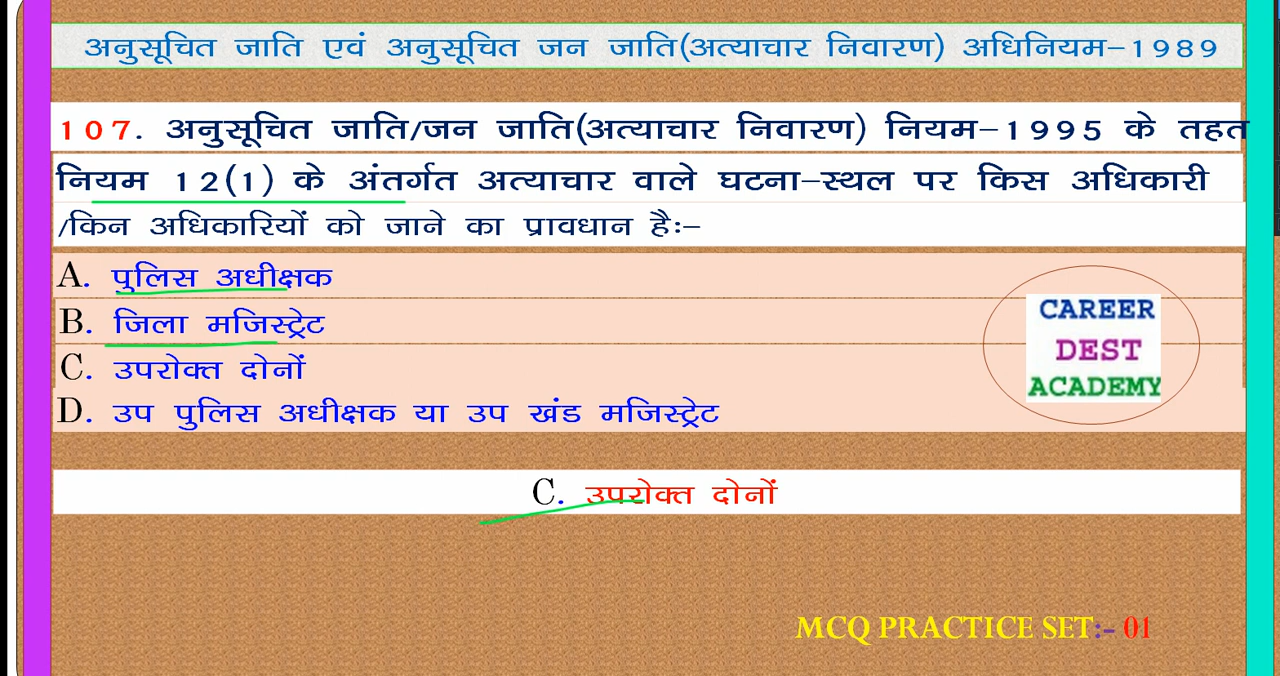 अनुसूचित जाति एवं अनुसूचित जन जाति(अत्याचार निवारण) अधिनियम-1989
107. अनुसूचित जाति/जन जाति(अत्याचार निवारण) नियम-1995 के तहत
नियम 12(1) के अंतर्गत अत्याचार वाले घटना-स्थल पर किस अधिकारी
/किन अधिकारियों को जाने का प्रावधान है:-
A. पुलिस अधीक्षक
B. जिला मजिस्ट्रेट
C. उपरोक्त दोनों
D. उप पुलिस अधीक्षक या उप खंड मजिस्ट्रेट
CAREER
DEST
ACADEMY
C. उपरोक्त दोनों
MCQ PRACTICE SET:- 01